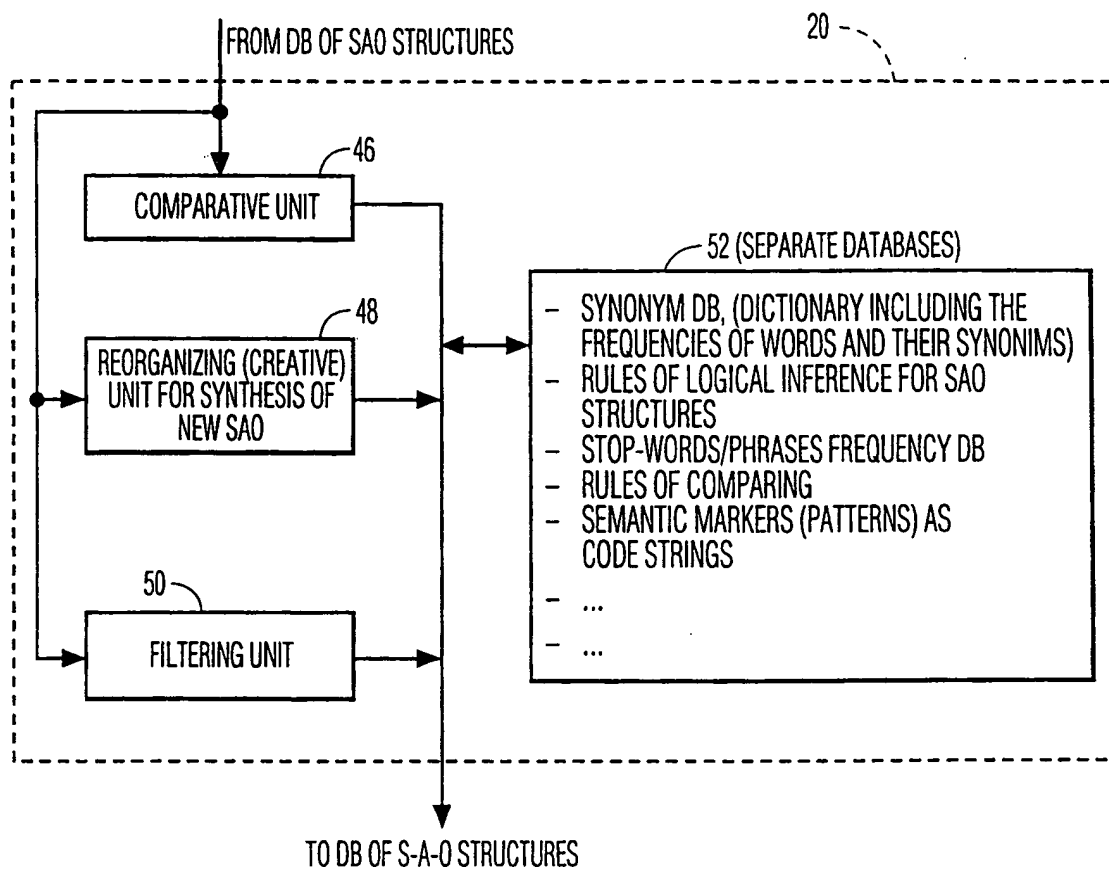 FROM DB OF SAO STRUCTURES
20
46
COMPARATIVE UNIT
52 (SEPARATE DATABASES)
- SYNONYM DB, (DICTIONARY INCLUDING THE
FREQUENCIES OF WORDS AND THEIR SYNONIMS)
- RULES OF LOGICAL INFERENCE FOR SAO
STRUCTURES
- STOP-WORDS/PHRASES FREQUENCY DB
- RULES OF COMPARING
- SEMANTIC MARKERS (PATTERNS) AS
CODE STRINGS
- ...
- ...
48
REORGANIZING (CREATIVE)
UNIT FOR SYNTHESIS OF
NEW SAO
50
FILTERING UNIT
TO DB OF S-A-O STRUCTURES